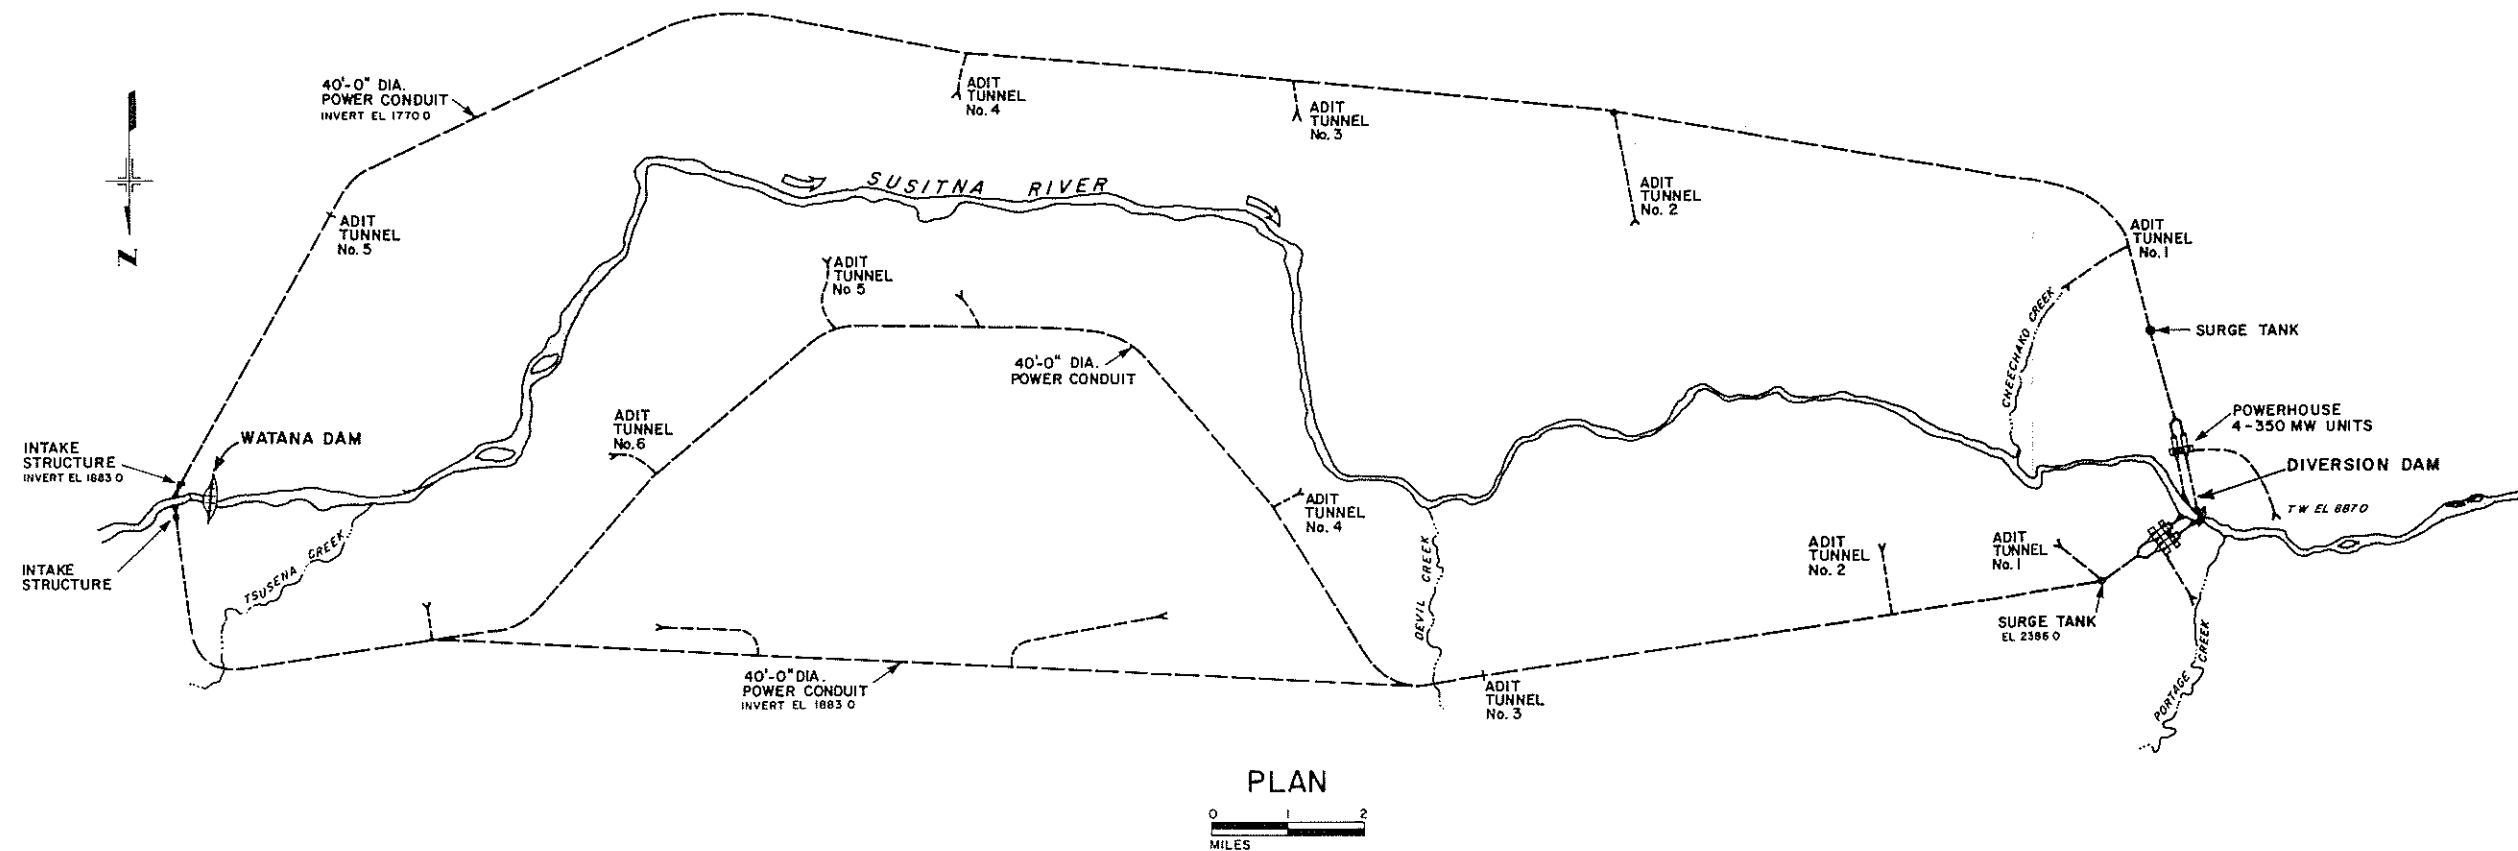 40'-0" DIA.
POWER CONDUIT
INVERT EL 1770 0
ADIT
TUNNEL
No. 4
ADIT
TUNNEL
No. 3
ADIT
TUNNEL
No. 2
SUSITNA RIVER
ADIT
TUNNEL
No. 5
N
ADIT
TUNNEL
No. 1
ADIT
TUNNEL
No 5
CHEECHAKO CREEK
SURGE TANK
40'-0" DIA.
POWER CONDUIT
INTAKE
STRUCTURE
INVERT EL 1883 0
WATANA DAM
ADIT
TUNNEL
No. 6
POWERHOUSE
4-350 MW UNITS
DIVERSION DAM
ADIT
TUNNEL
No. 4
TW EL 887 0
INTAKE
STRUCTURE
TSUSENA CREEK
DEVIL CREEK
ADIT
TUNNEL
No. 2
ADIT
TUNNEL
No. 1
SURGE TANK
EL 2386 0
PORTAGE CREEK
40'-0" DIA.
POWER CONDUIT
INVERT EL 1883 0
ADIT
TUNNEL
No. 3
PLAN
0 1 2
MILES